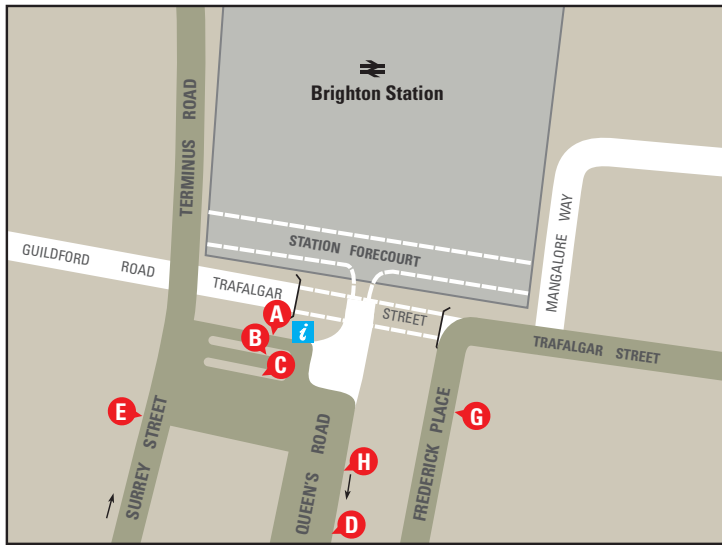 Brighton Station
TERMINUS ROAD
STATION FORECOURT
MANGALORE WAY
GUILDFORD ROAD
TRAFALGAR STREET
A
i
B
TRAFALGAR STREET
C
E
SURREY STREET
G
FREDERICK PLACE
QUEEN'S ROAD
H
D